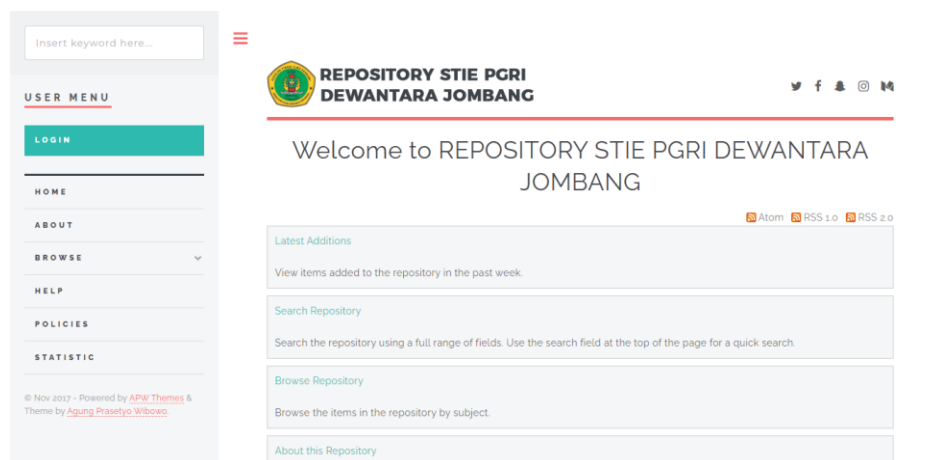 Insert keyword here...
USER MENU
LOGIN
HOME
ABOUT
BROWSE
HELP
POLICIES
STATISTIC
© Nov 2017 - Powered by APW Themes &
Theme by Agung Prasetyo Wibowo.
REPOSITORY STIE PGRI
DEWANTARA JOMBANG
Welcome to REPOSITORY STIE PGRI DEWANTARA
JOMBANG
Atom RSS 1.0 RSS 2.0
Latest Additions
View items added to the repository in the past week.
Search Repository
Search the repository using a full range of fields. Use the search field at the top of the page for a quick search.
Browse Repository
Browse the items in the repository by subject.
About this Repository